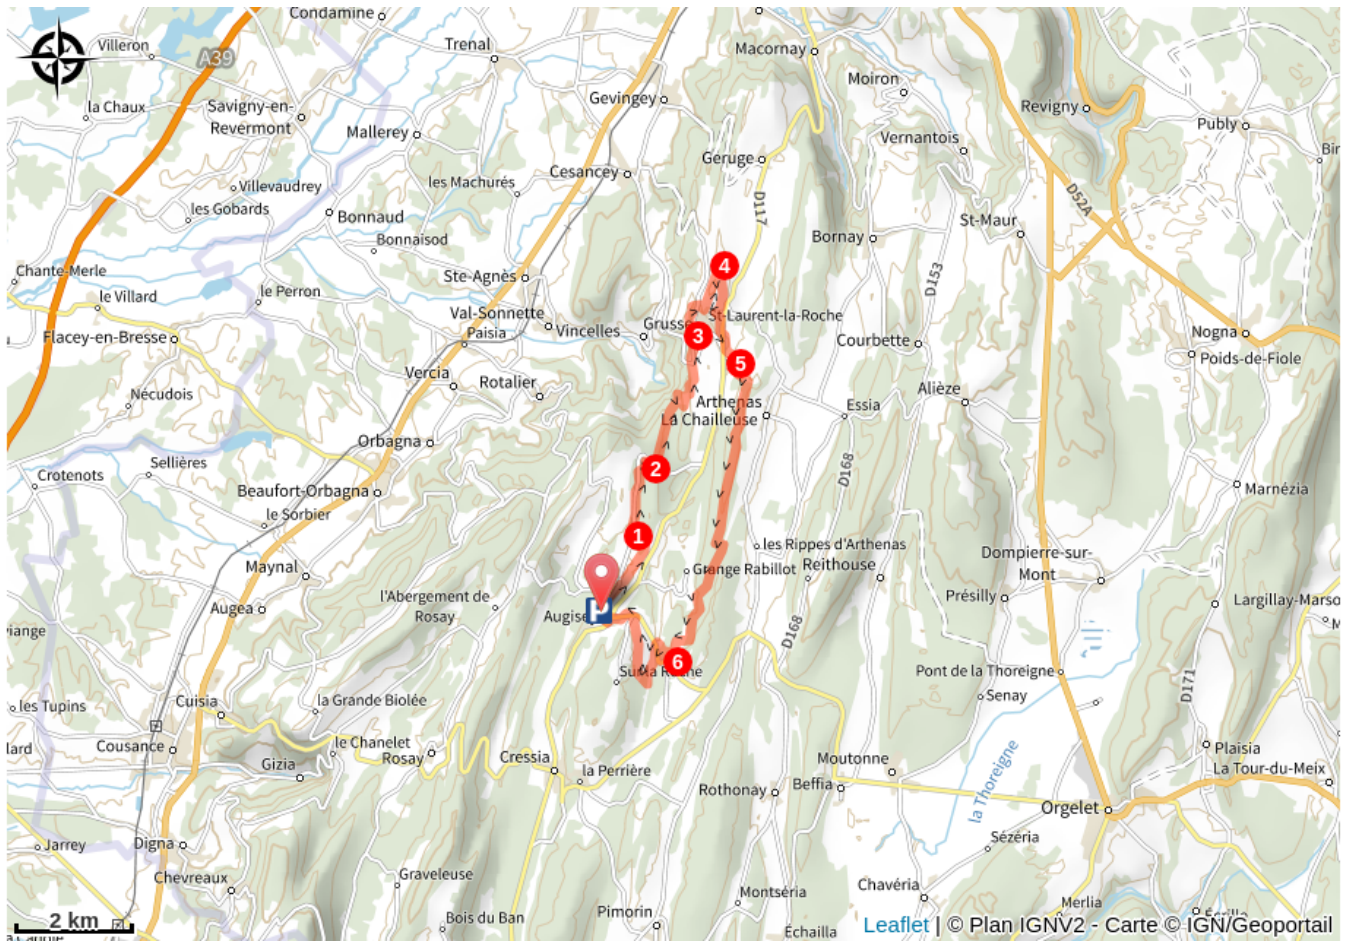 Condamine
Villeron
A39
Trenal
Macornay
Moiron
la Chaux
Savigny-en-
Revermont
Gevingey
Revigny
Publy
Mallerey
Vernantois
Geruge
Cesancey
les Machurés
Villevaudrey
les Gobards
Bonnaud
D117
D52A
St-Maur
Bonnaisod
Bornay
Chante-Merle
Ste-Agnès
4
D153
le Villard
le Perron
Val-Sonnette
Paisia
Vincelles
St-Laurent-la-Roche
Flacey-en-Bresse
3
Courbette
Nogna
Poids-de-Fiole
5
Vercia
Rotalier
Nécudois
Arthenas
La Chailleuse
Essia
Alièze
Orbagna
Crotenots
Sellières
2
D168
Beaufort-Orbagna
le Sorbier
Marnézia
1
les Rippes d'Arthenas
Reithouse
Dompierre-sur-
Mont
Maynal
l'Abergement de
Rosay
Présilly
Augea
D168
Pont de la Thoreigne
6
Senay
D171
Cuisia
la Grande Biolée
les Tupins
Cousance
le Chanelet
Rosay
Gizia
Cressia
la Perrière
Moutonne
Beffia
Rothonay
la Thoreigne
Plaisia
La Tour-du-Meix
Orgelet
Sézéria
Jarrey
Digna
Chevreaux
Graveleuse
Montséria
Chavéria
Merlia
Bois du Ban
Pimorin
Échailla
2 km
Leaflet | © Plan IGNV2 - Carte © IGN/Geoportail